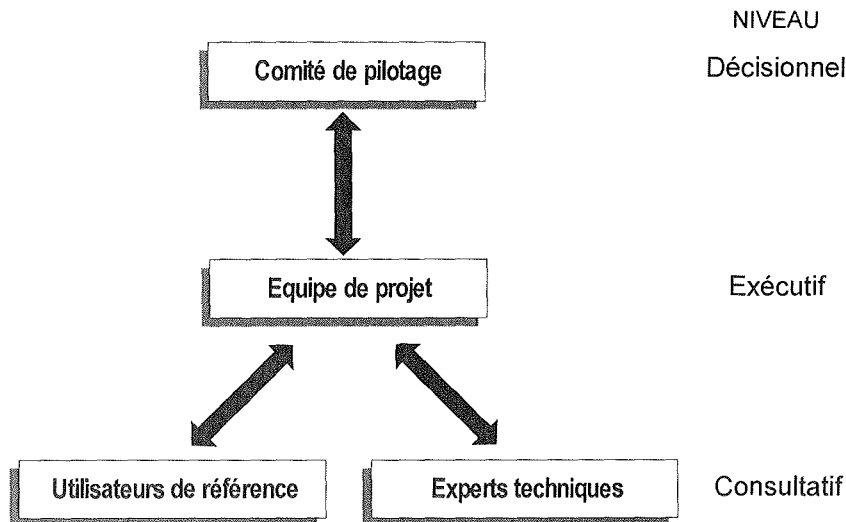 NIVEAU
Comité de pilotage Décisionnel
Equipe de projet Exécutif
Utilisateurs de référence Experts techniques Consultatif